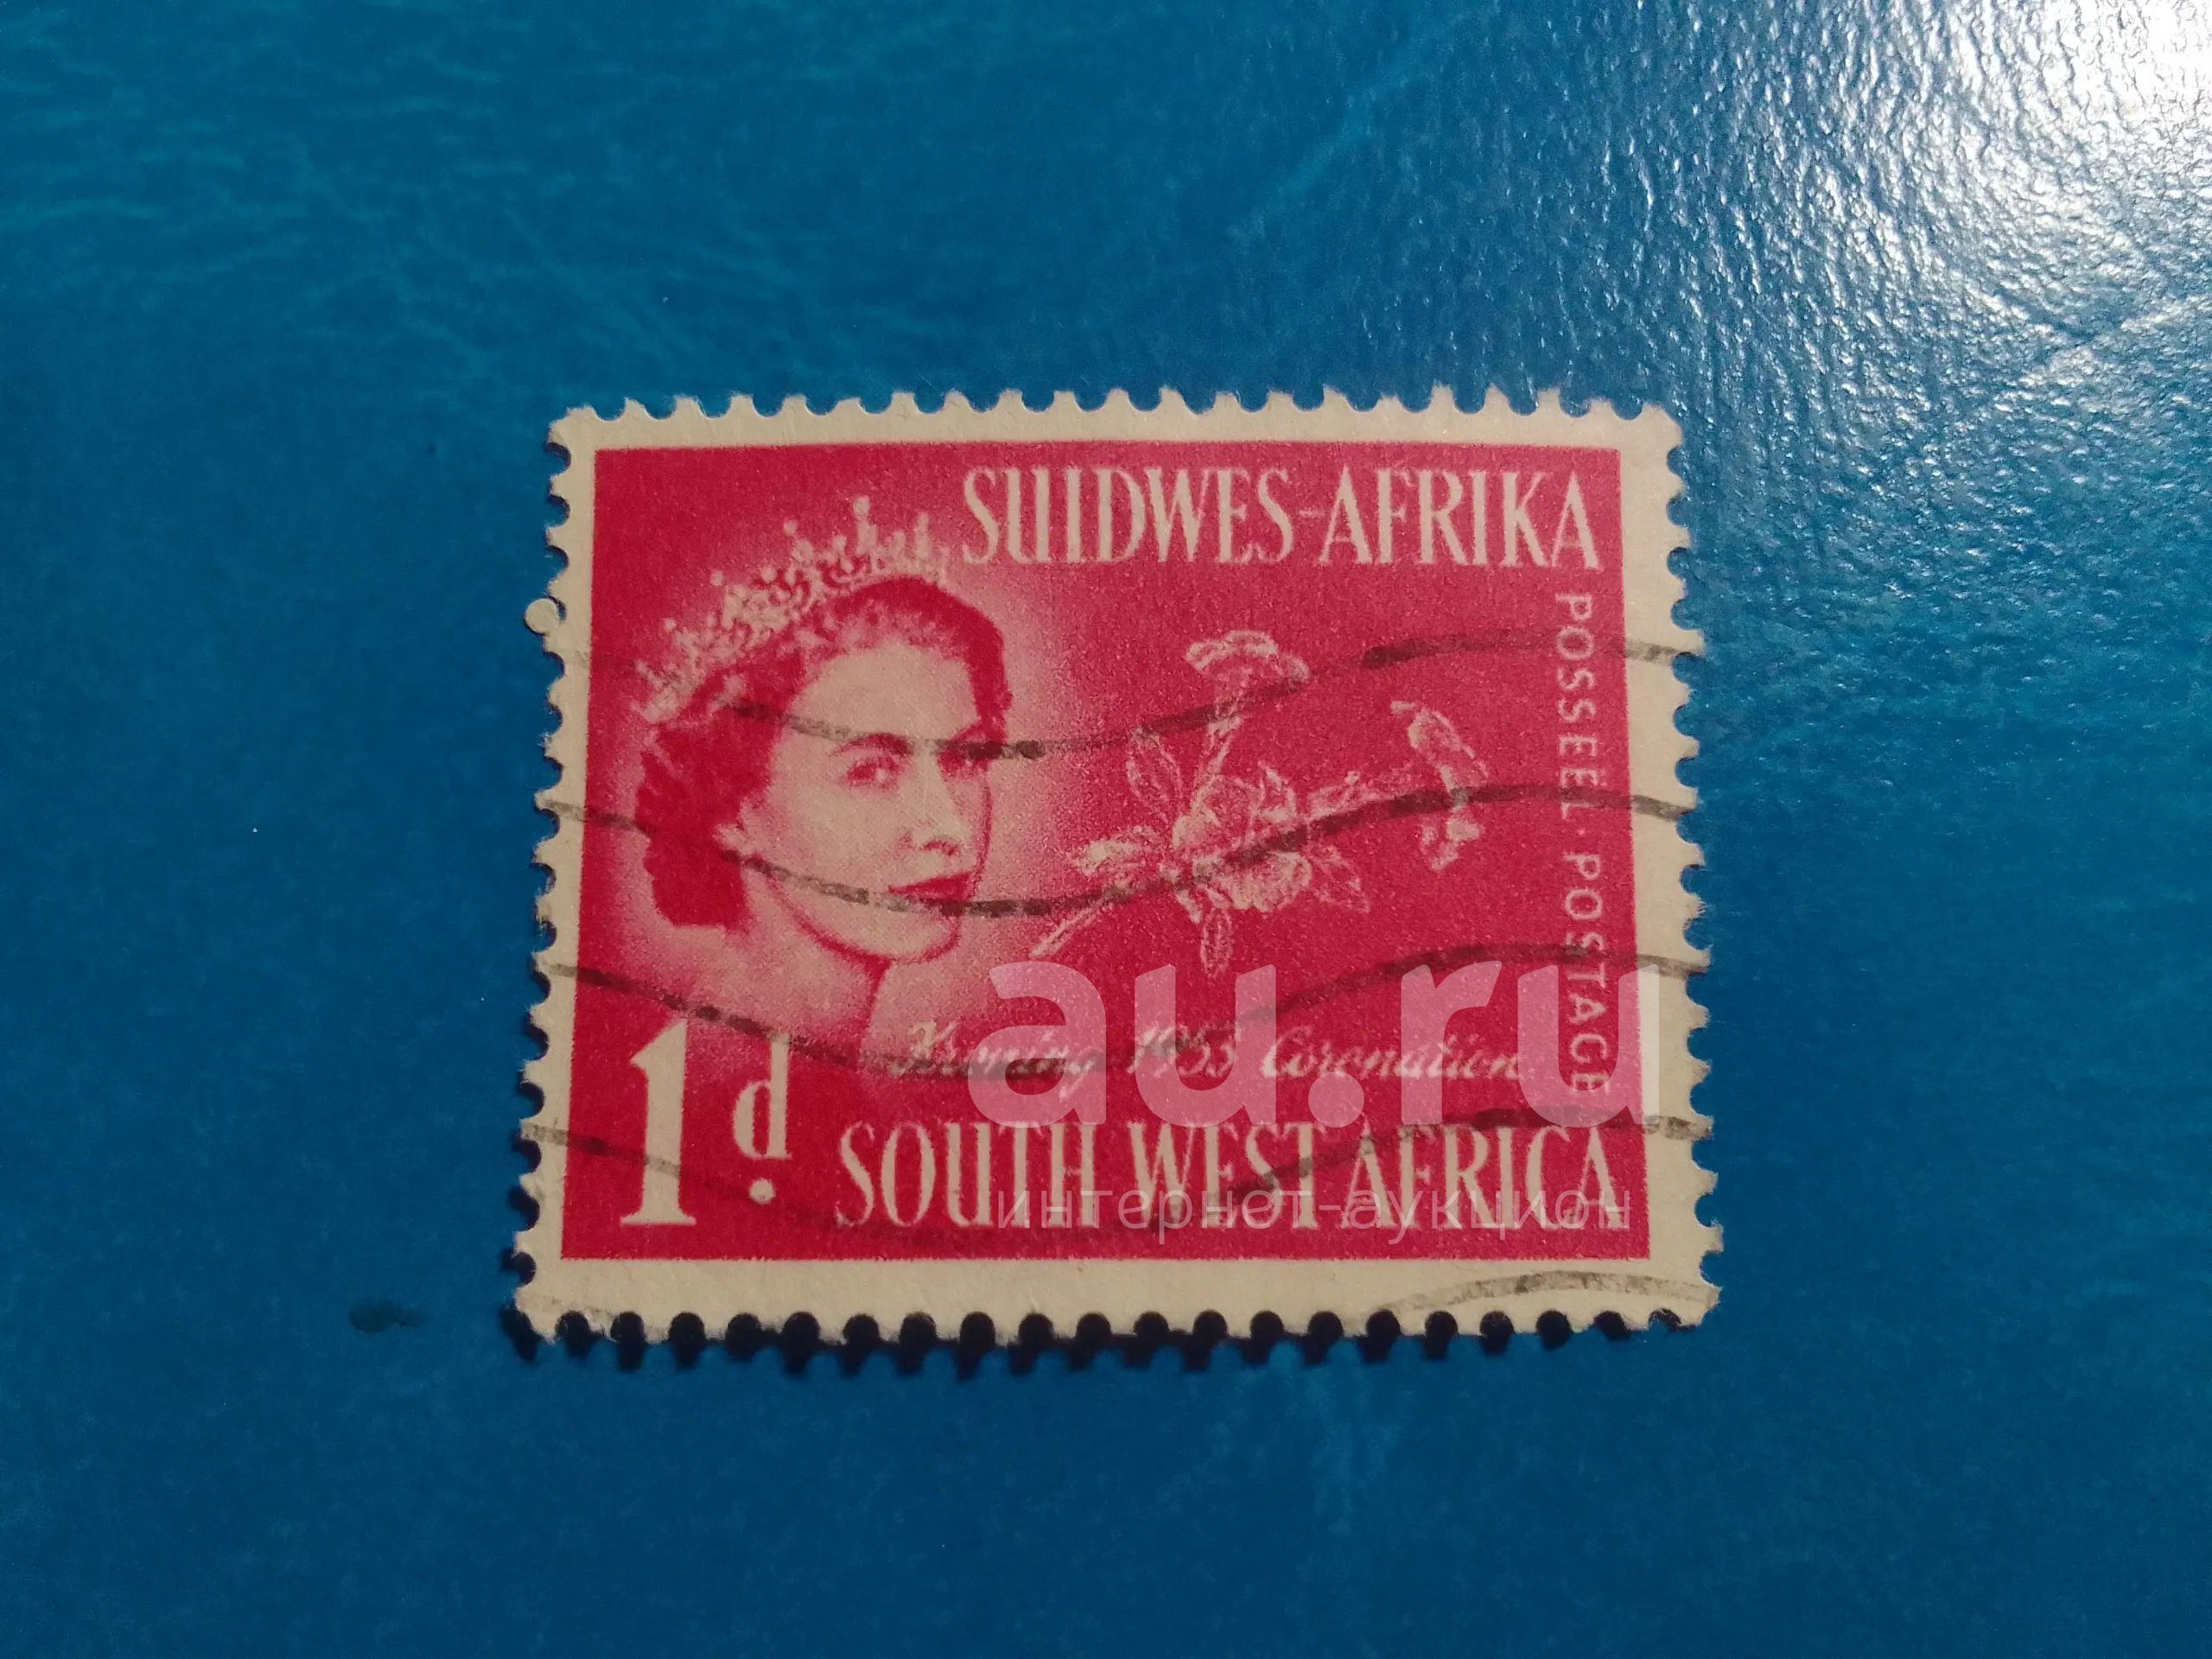 SUIDWES-AFRIKA
POSSEËL · POSTAGE
Kroning 1953 Coronation
1d.
SOUTH WEST AFRICA
au.ru
интернет-аукцион